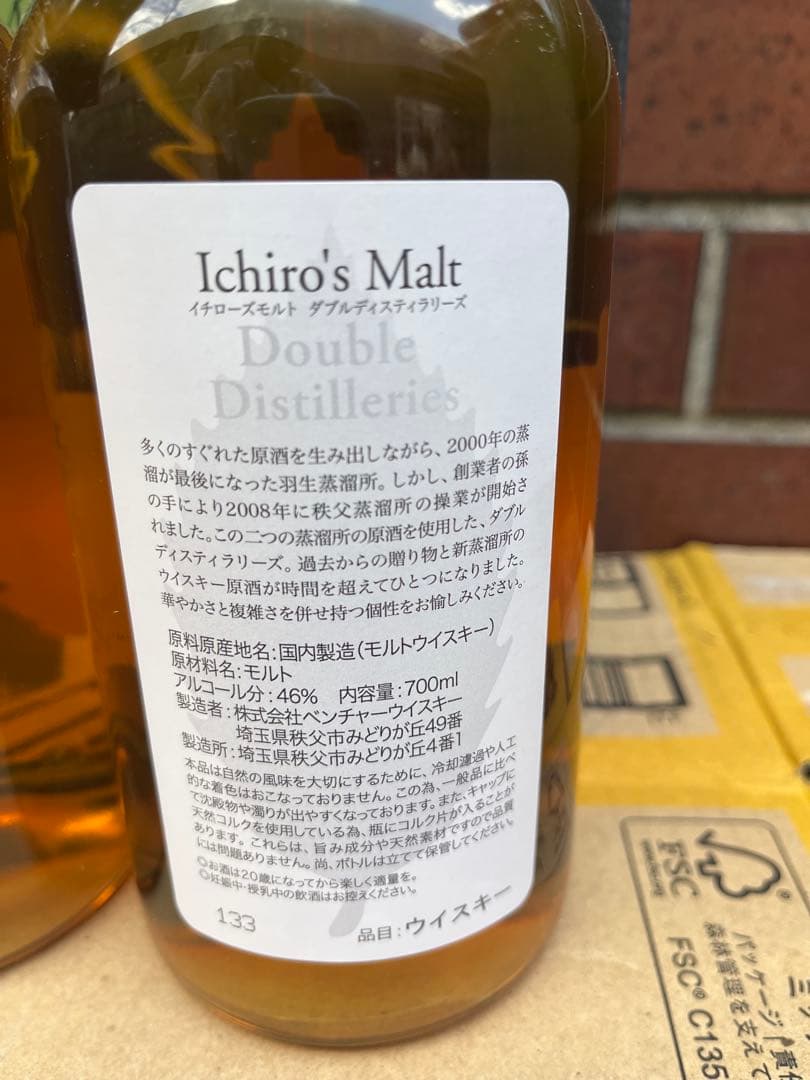 Ichiro's Malt
イチローズモルト ダブルディスティラリーズ
Double
Distilleries
多くのすぐれた原酒を生み出しながら、2000年の蒸
溜が最後になった羽生蒸溜所。しかし、創業者の孫
の手により2008年に秩父蒸溜所の操業が開始さ
れました。この二つの蒸溜所の原酒を使用した、ダブル
ディスティラリーズ。過去からの贈り物と新蒸溜所の
ウイスキー原酒が時間を超えてひとつになりました。
華やかさと複雑さを併せ持つ個性をお愉しみください。
原料原産地名:国内製造(モルトウイスキー)
原材料名:モルト
アルコール分:46% 内容量:700ml
製造者:株式会社ベンチャーウイスキー
埼玉県秩父市みどりが丘49番
製造所:埼玉県秩父市みどりが丘4番1
本品は自然の風味を大切にするために、冷却濾過や人工
的な着色はおこなっておりません。この為、一般品に比べ
て沈殿物や濁りが出やすくなっております。また、キャップに
天然コルクを使用している為、瓶にコルク片が入ることが
あります。これらは、旨み成分や天然素材ですので品質
には問題ありません。尚、ボトルは立てて保管してください。
◎お酒は20歳になってから楽しく適量を。
◎妊娠中・授乳中の飲酒はお控えください。
133
品目:ウイスキー
FSC
パッケージ
森林管理を支えて
FSC® C135